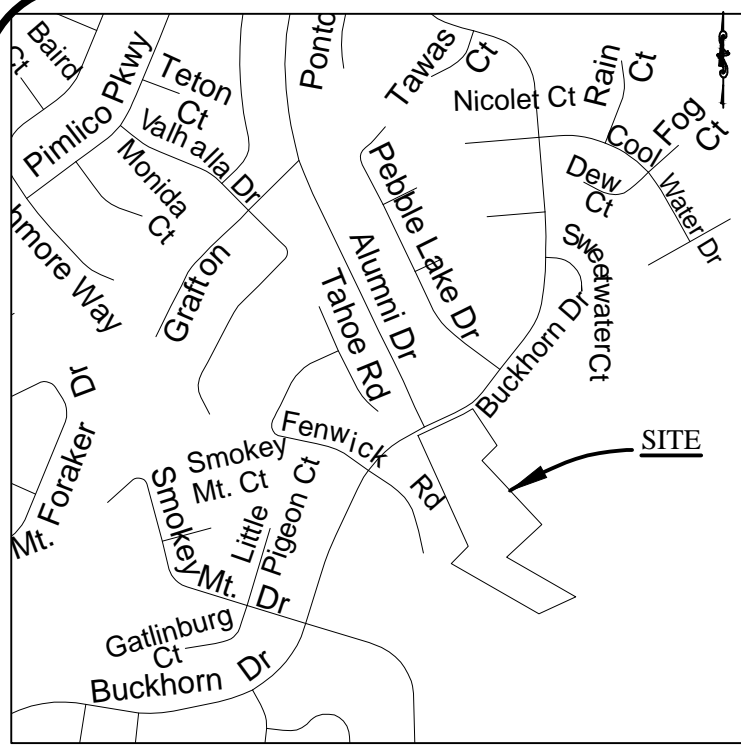 Baird
Ct
Pimlico Pkwy
Teton
Ct
Valhalla Dr
Monida
Ct
hmore Way
Grafton
Ponto
Tawas
Ct
Nicolet Ct
Rain
Ct
Cool
Water Dr
Fog
Ct
Dew
Ct
Pebble Lake Dr
Alumni Dr
Tahoe Rd
Sweetwater Ct
Buckhorn Dr
Fenwick
Rd
SITE
Mt. Foraker Dr
Smokey
Mt. Ct
Smokey Mt. Dr
Little
Pigeon Ct
Gatlinburg
Ct
Buckhorn Dr